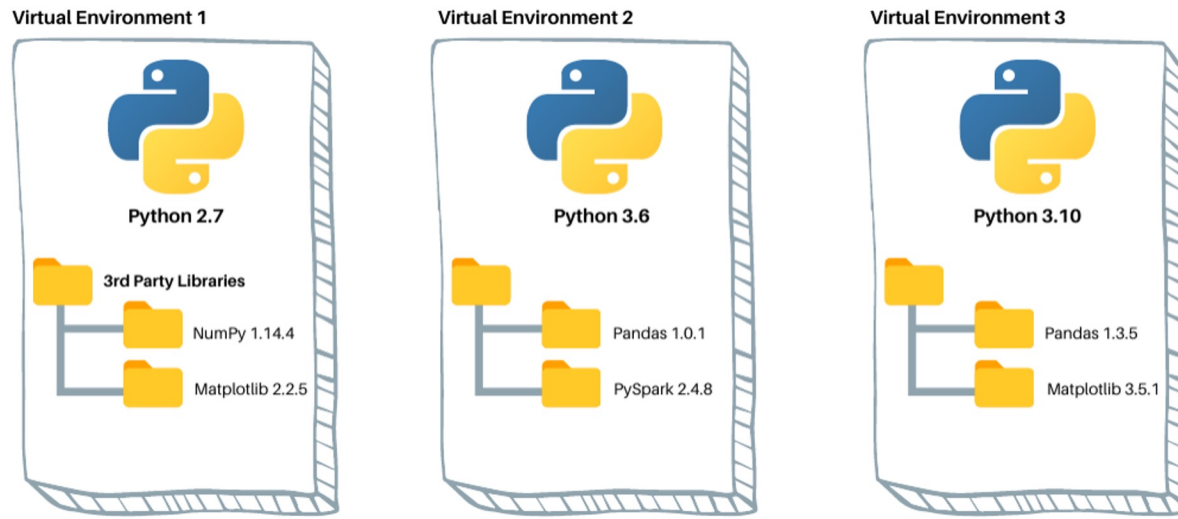 Virtual Environment 1
Python 2.7
3rd Party Libraries
NumPy 1.14.4
Matplotlib 2.2.5
Virtual Environment 2
Python 3.6
Pandas 1.0.1
PySpark 2.4.8
Virtual Environment 3
Python 3.10
Pandas 1.3.5
Matplotlib 3.5.1